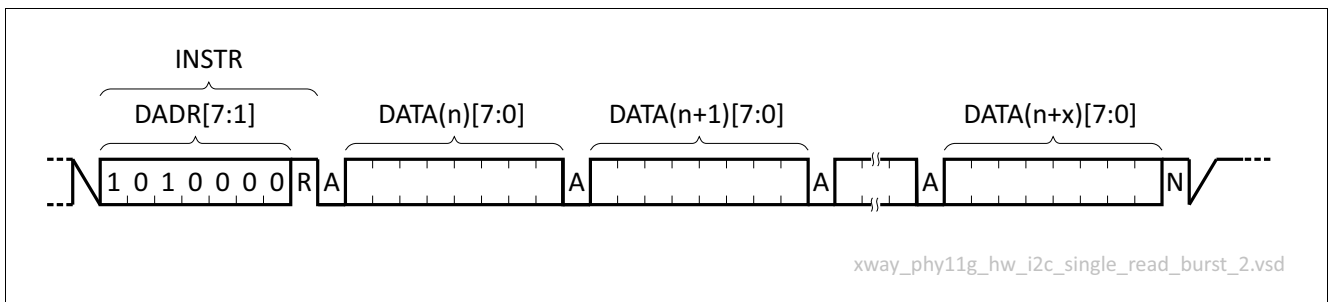 INSTR
DADR[7:1] DATA(n)[7:0] DATA(n+1)[7:0] DATA(n+x)[7:0]
1 0 1 0 0 0 0 R A A A A N
xway_phy11g_hw_i2c_single_read_burst_2.vsd